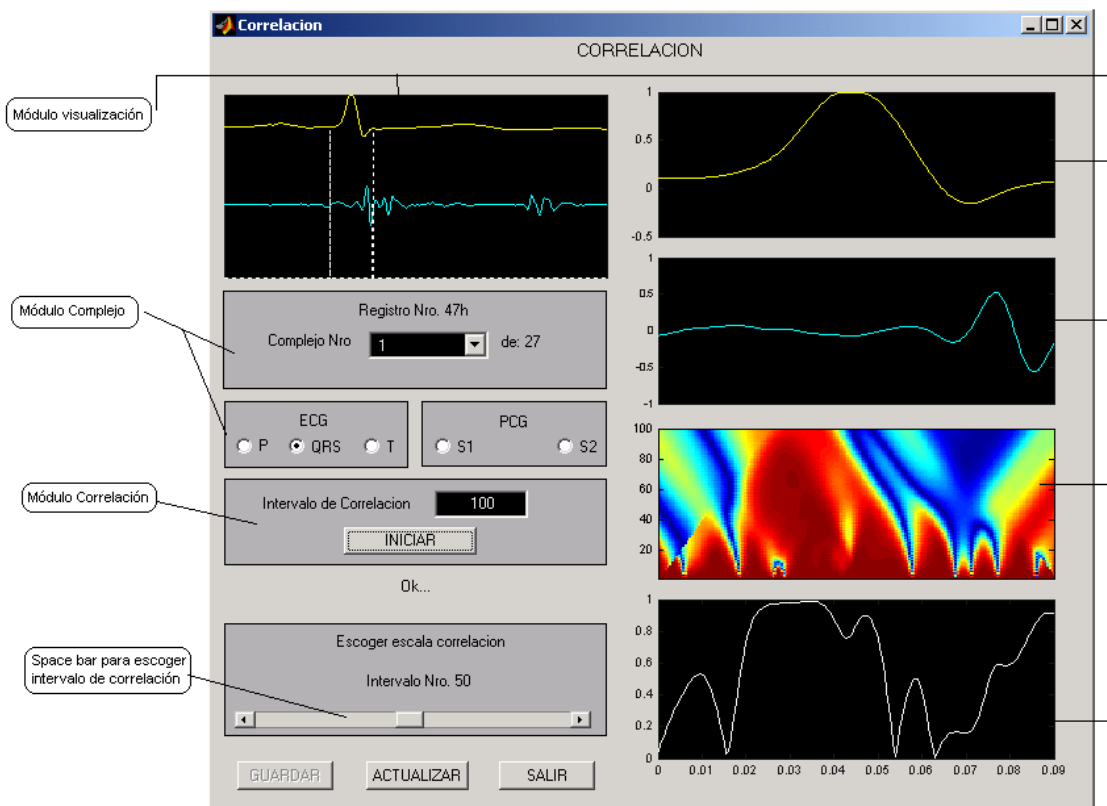 Correlacion
CORRELACION
Módulo visualización
Módulo Complejo
Registro Nro. 47h
Complejo Nro 1 de: 27
ECG
P QRS T
PCG
S1 S2
Módulo Correlación
Intervalo de Correlacion 100
INICIAR
Ok...
Escoger escala correlacion
Space bar para escoger
intervalo de correlación
Intervalo Nro. 50
GUARDAR ACTUALIZAR SALIR
1
0.5
0
-0.5
1
0.5
0
-0.5
-1
100
80
60
40
20
1
0.8
0.6
0.4
0.2
0
0 0.01 0.02 0.03 0.04 0.05 0.06 0.07 0.08 0.09